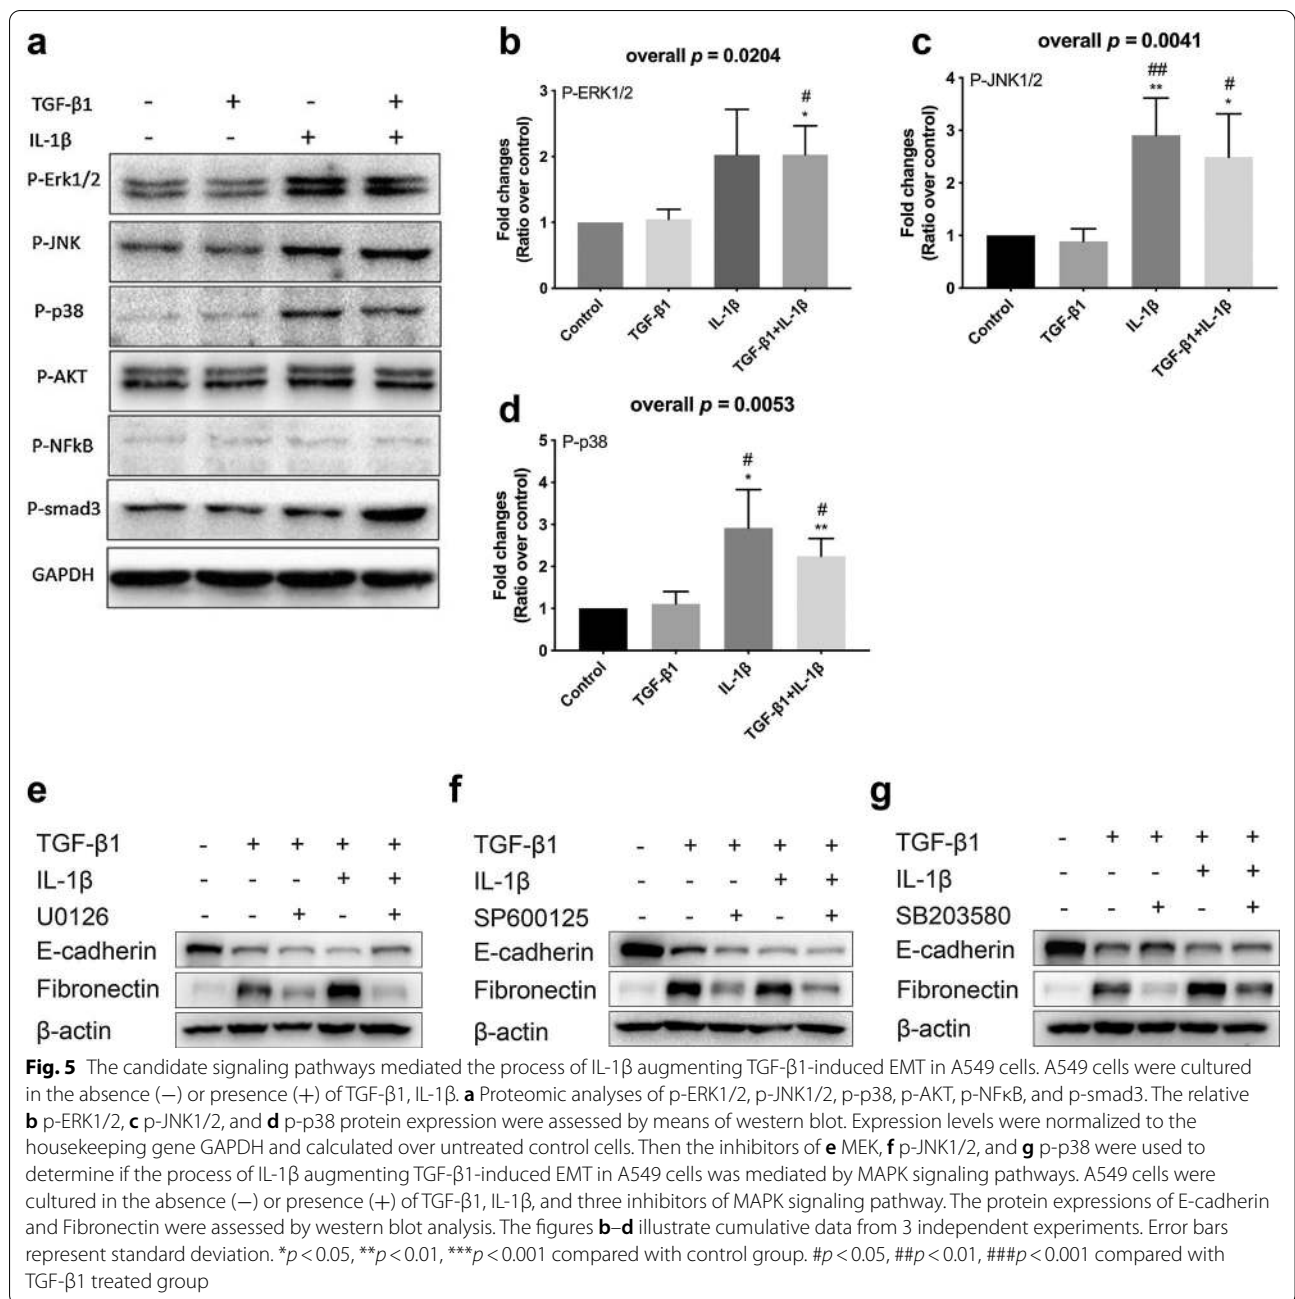 a
TGF-β1 - + - +
IL-1β - - + +
P-Erk1/2
P-JNK
P-p38
P-AKT
P-NFkB
P-smad3
GAPDH
b
overall p = 0.0204
P-ERK1/2
Fold changes
(Ratio over control)
3
2
1
0
#
*
Control
TGF-β1
IL-1β
TGF-β1+IL-1β
c
overall p = 0.0041
P-JNK1/2
Fold changes
(Ratio over control)
4
3
2
1
0
##
**
#
*
Control
TGF-β1
IL-1β
TGF-β1+IL-1β
d
overall p = 0.0053
P-p38
Fold changes
(Ratio over control)
5
4
3
2
1
0
#
*
#
**
Control
TGF-β1
IL-1β
TGF-β1+IL-1β
e
TGF-β1 - + + + +
IL-1β - - - + +
U0126 - - + - +
E-cadherin
Fibronectin
β-actin
f
TGF-β1 - + + + +
IL-1β - - - + +
SP600125 - - + - +
E-cadherin
Fibronectin
β-actin
g
TGF-β1 - + + + +
IL-1β - - - + +
SB203580 - - + - +
E-cadherin
Fibronectin
β-actin
Fig. 5 The candidate signaling pathways mediated the process of IL-1β augmenting TGF-β1-induced EMT in A549 cells. A549 cells were cultured
in the absence (−) or presence (+) of TGF-β1, IL-1β. a Proteomic analyses of p-ERK1/2, p-JNK1/2, p-p38, p-AKT, p-NFκB, and p-smad3. The relative
b p-ERK1/2, c p-JNK1/2, and d p-p38 protein expression were assessed by means of western blot. Expression levels were normalized to the
housekeeping gene GAPDH and calculated over untreated control cells. Then the inhibitors of e MEK, f p-JNK1/2, and g p-p38 were used to
determine if the process of IL-1β augmenting TGF-β1-induced EMT in A549 cells was mediated by MAPK signaling pathways. A549 cells were
cultured in the absence (−) or presence (+) of TGF-β1, IL-1β, and three inhibitors of MAPK signaling pathway. The protein expressions of E-cadherin
and Fibronectin were assessed by western blot analysis. The figures b–d illustrate cumulative data from 3 independent experiments. Error bars
represent standard deviation. *p < 0.05, **p < 0.01, ***p < 0.001 compared with control group. #p < 0.05, ##p < 0.01, ###p < 0.001 compared with
TGF-β1 treated group